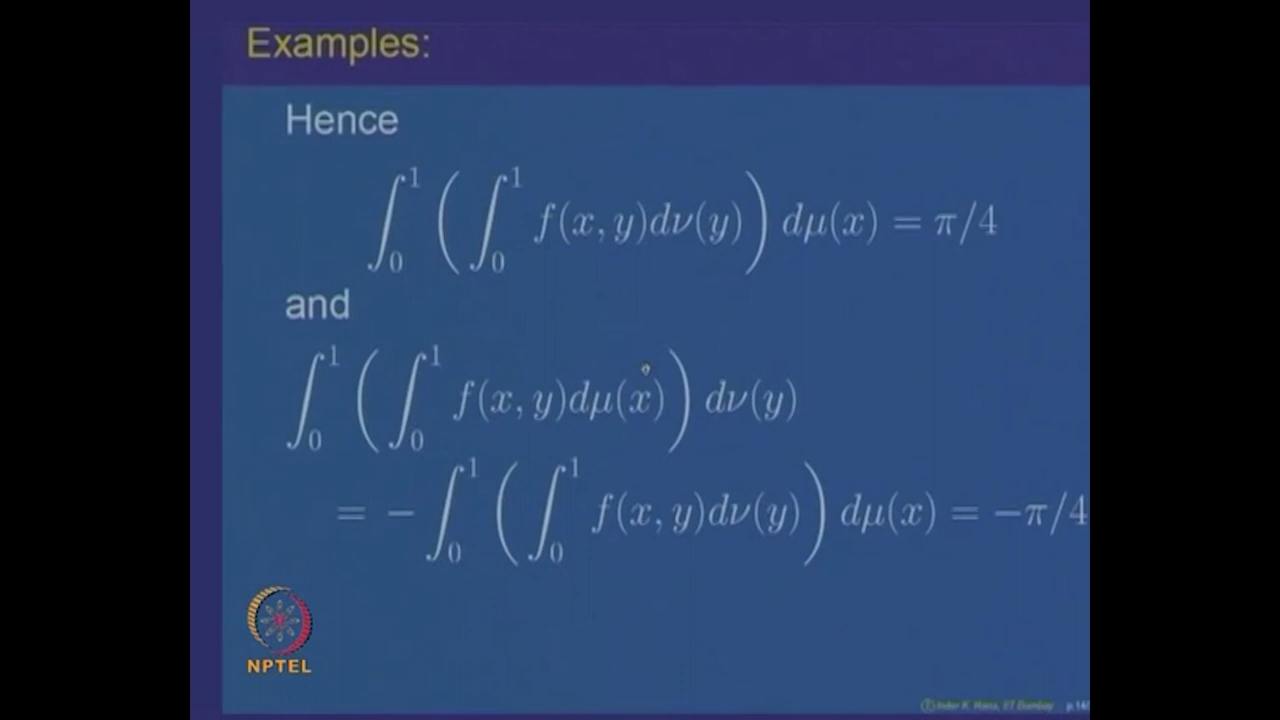 Examples:
Hence
∫₀¹ ( ∫₀¹ f(x, y)dν(y) ) dμ(x) = π/4
and
∫₀¹ ( ∫₀¹ f(x, y)dμ(x) ) dν(y)
= − ∫₀¹ ( ∫₀¹ f(x, y)dν(y) ) dμ(x) = −π/4
NPTEL